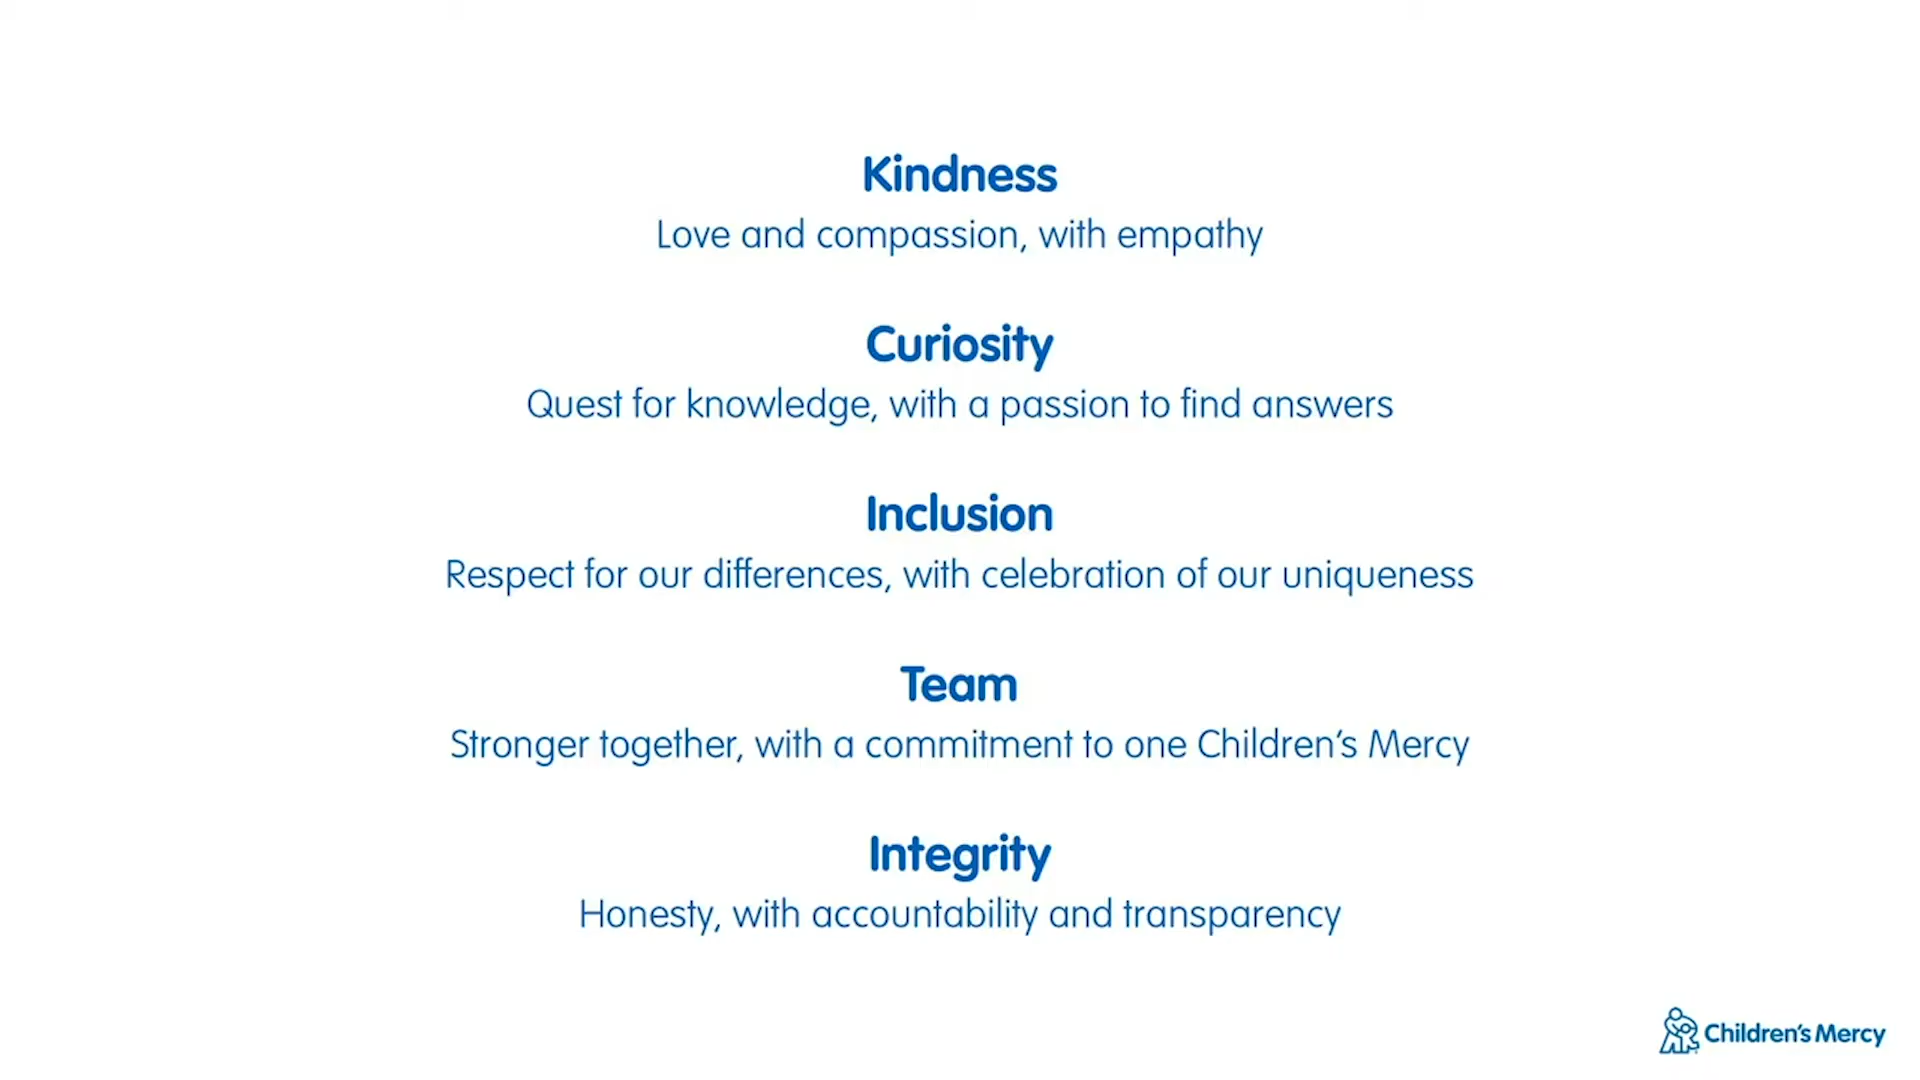 Kindness
Love and compassion, with empathy
Curiosity
Quest for knowledge, with a passion to find answers
Inclusion
Respect for our differences, with celebration of our uniqueness
Team
Stronger together, with a commitment to one Children's Mercy
Integrity
Honesty, with accountability and transparency
Children's Mercy